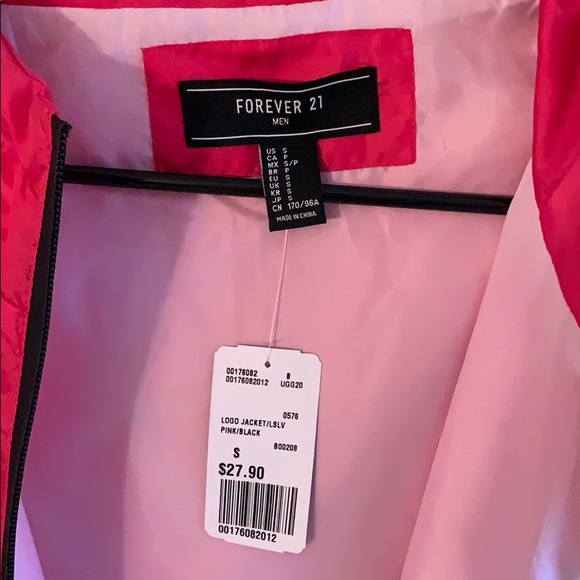 FOREVER 21
MEN
US S
CA P
MX S/P
BR P
EU S
UK S
KR S
JP S
CN 170/96A
MADE IN CHINA
00176082 B
00176082012 UGG20
0576
LOGO JACKET/LSLV
PINK/BLACK
B00208
S
$27.90
00176082012